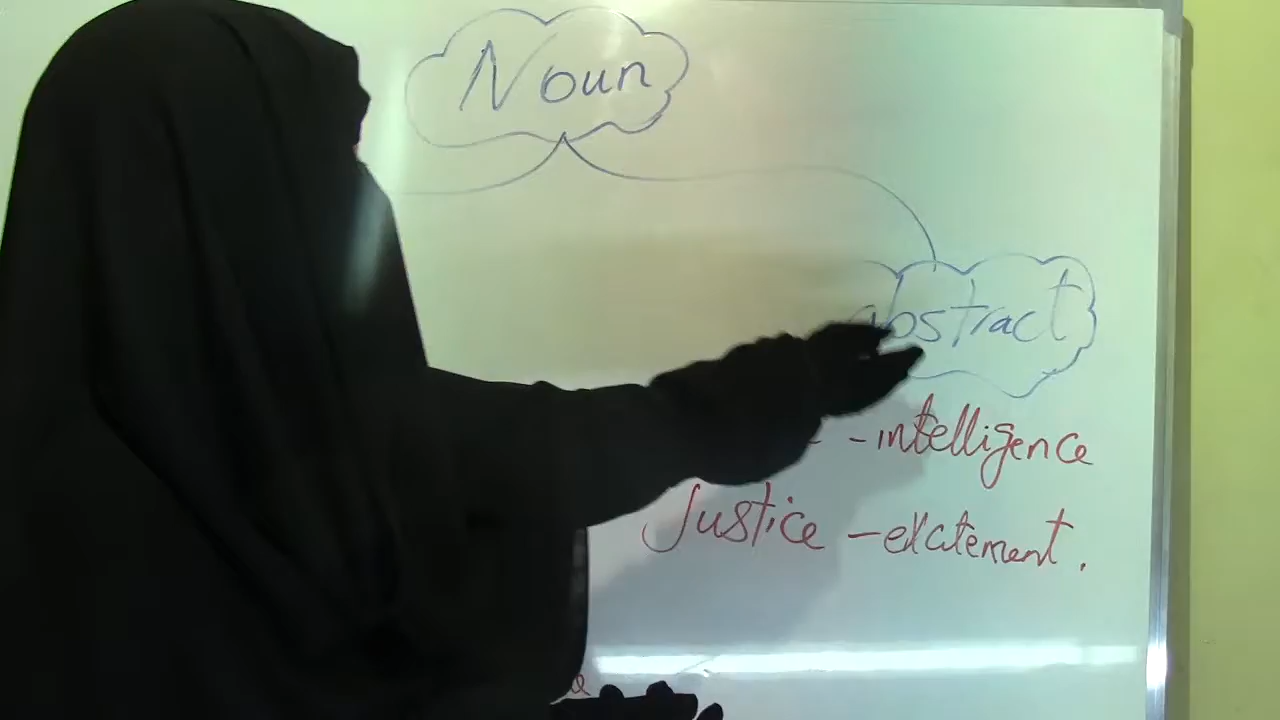 Noun
abstract
- intelligence
Justice - excitement.